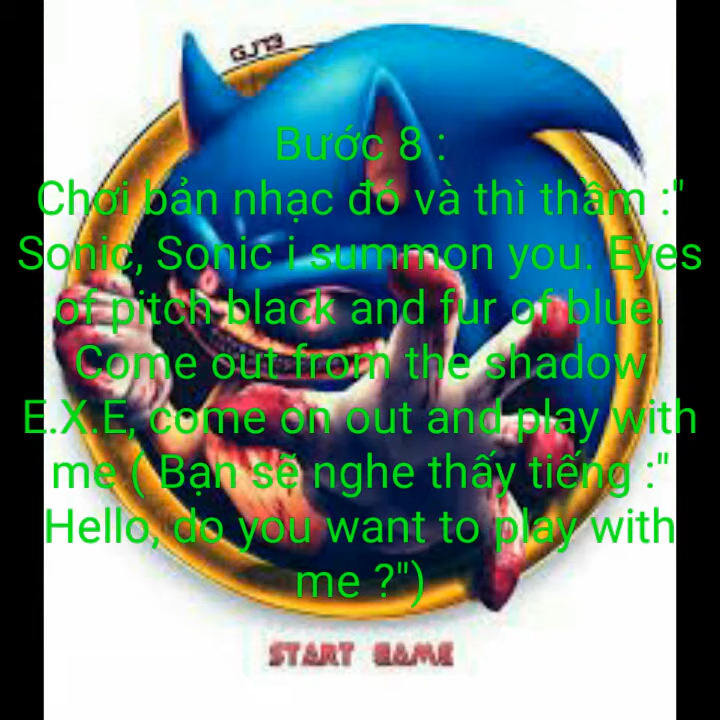 GJ73
Bước 8 :
Chơi bản nhạc đó và thì thầm :"
Sonic, Sonic i summon you. Eyes
of pitch black and fur of blue.
Come out from the shadow
E.X.E, come on out and play with
me ( Bạn sẽ nghe thấy tiếng :"
Hello, do you want to play with
me ?")
START GAME